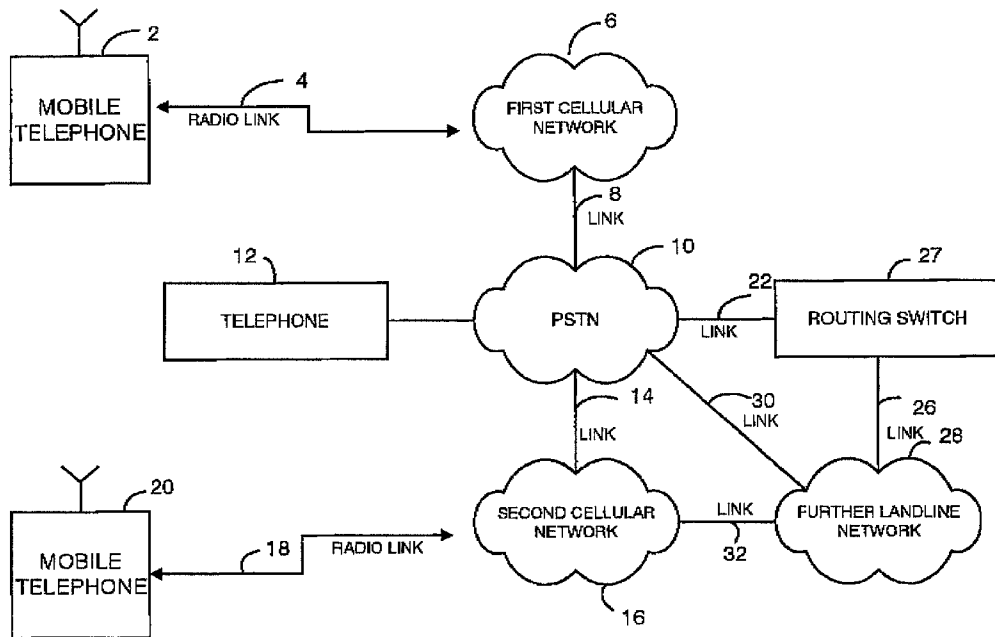 2
MOBILE
TELEPHONE
4
RADIO LINK
6
FIRST CELLULAR
NETWORK
8
LINK
12
TELEPHONE
10
PSTN
22
LINK
27
ROUTING SWITCH
14
LINK
30
LINK
26
LINK
28
20
MOBILE
TELEPHONE
18
RADIO LINK
SECOND CELLULAR
NETWORK
16
LINK
32
FURTHER LANDLINE
NETWORK